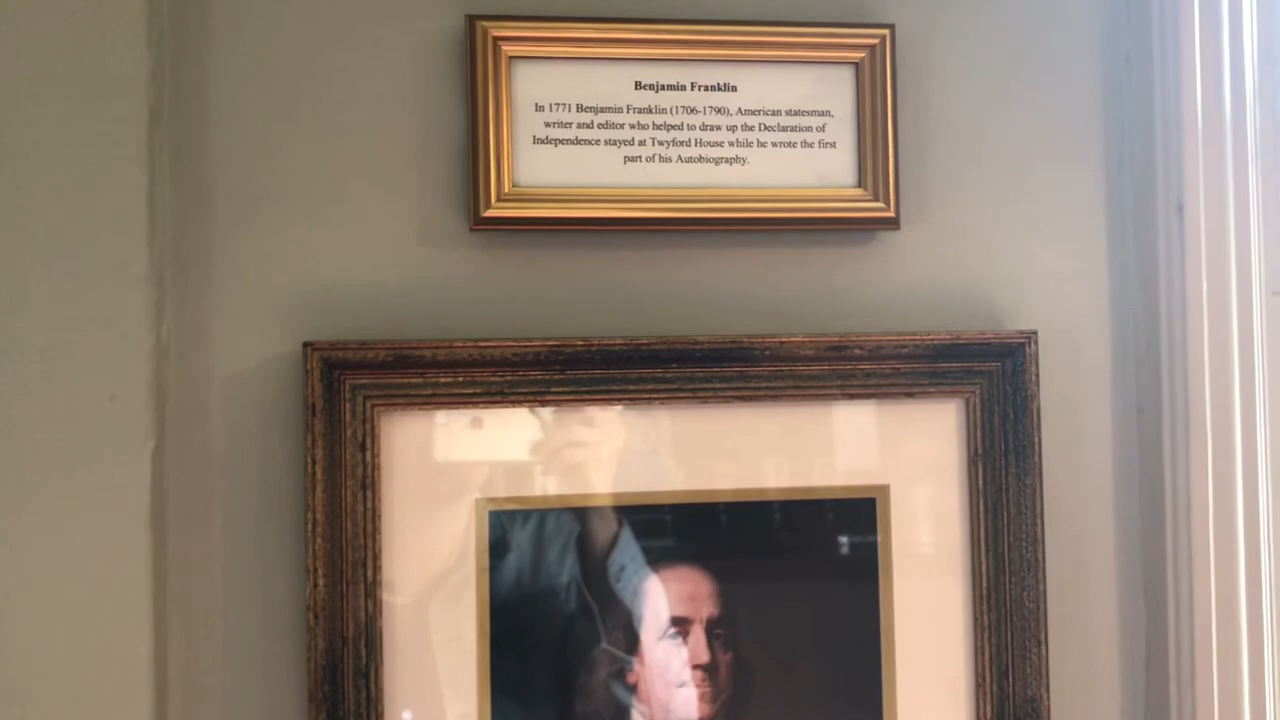 Benjamin Franklin
In 1771 Benjamin Franklin (1706-1790), American statesman,
writer and editor who helped to draw up the Declaration of
Independence stayed at Twyford House while he wrote the first
part of his Autobiography.